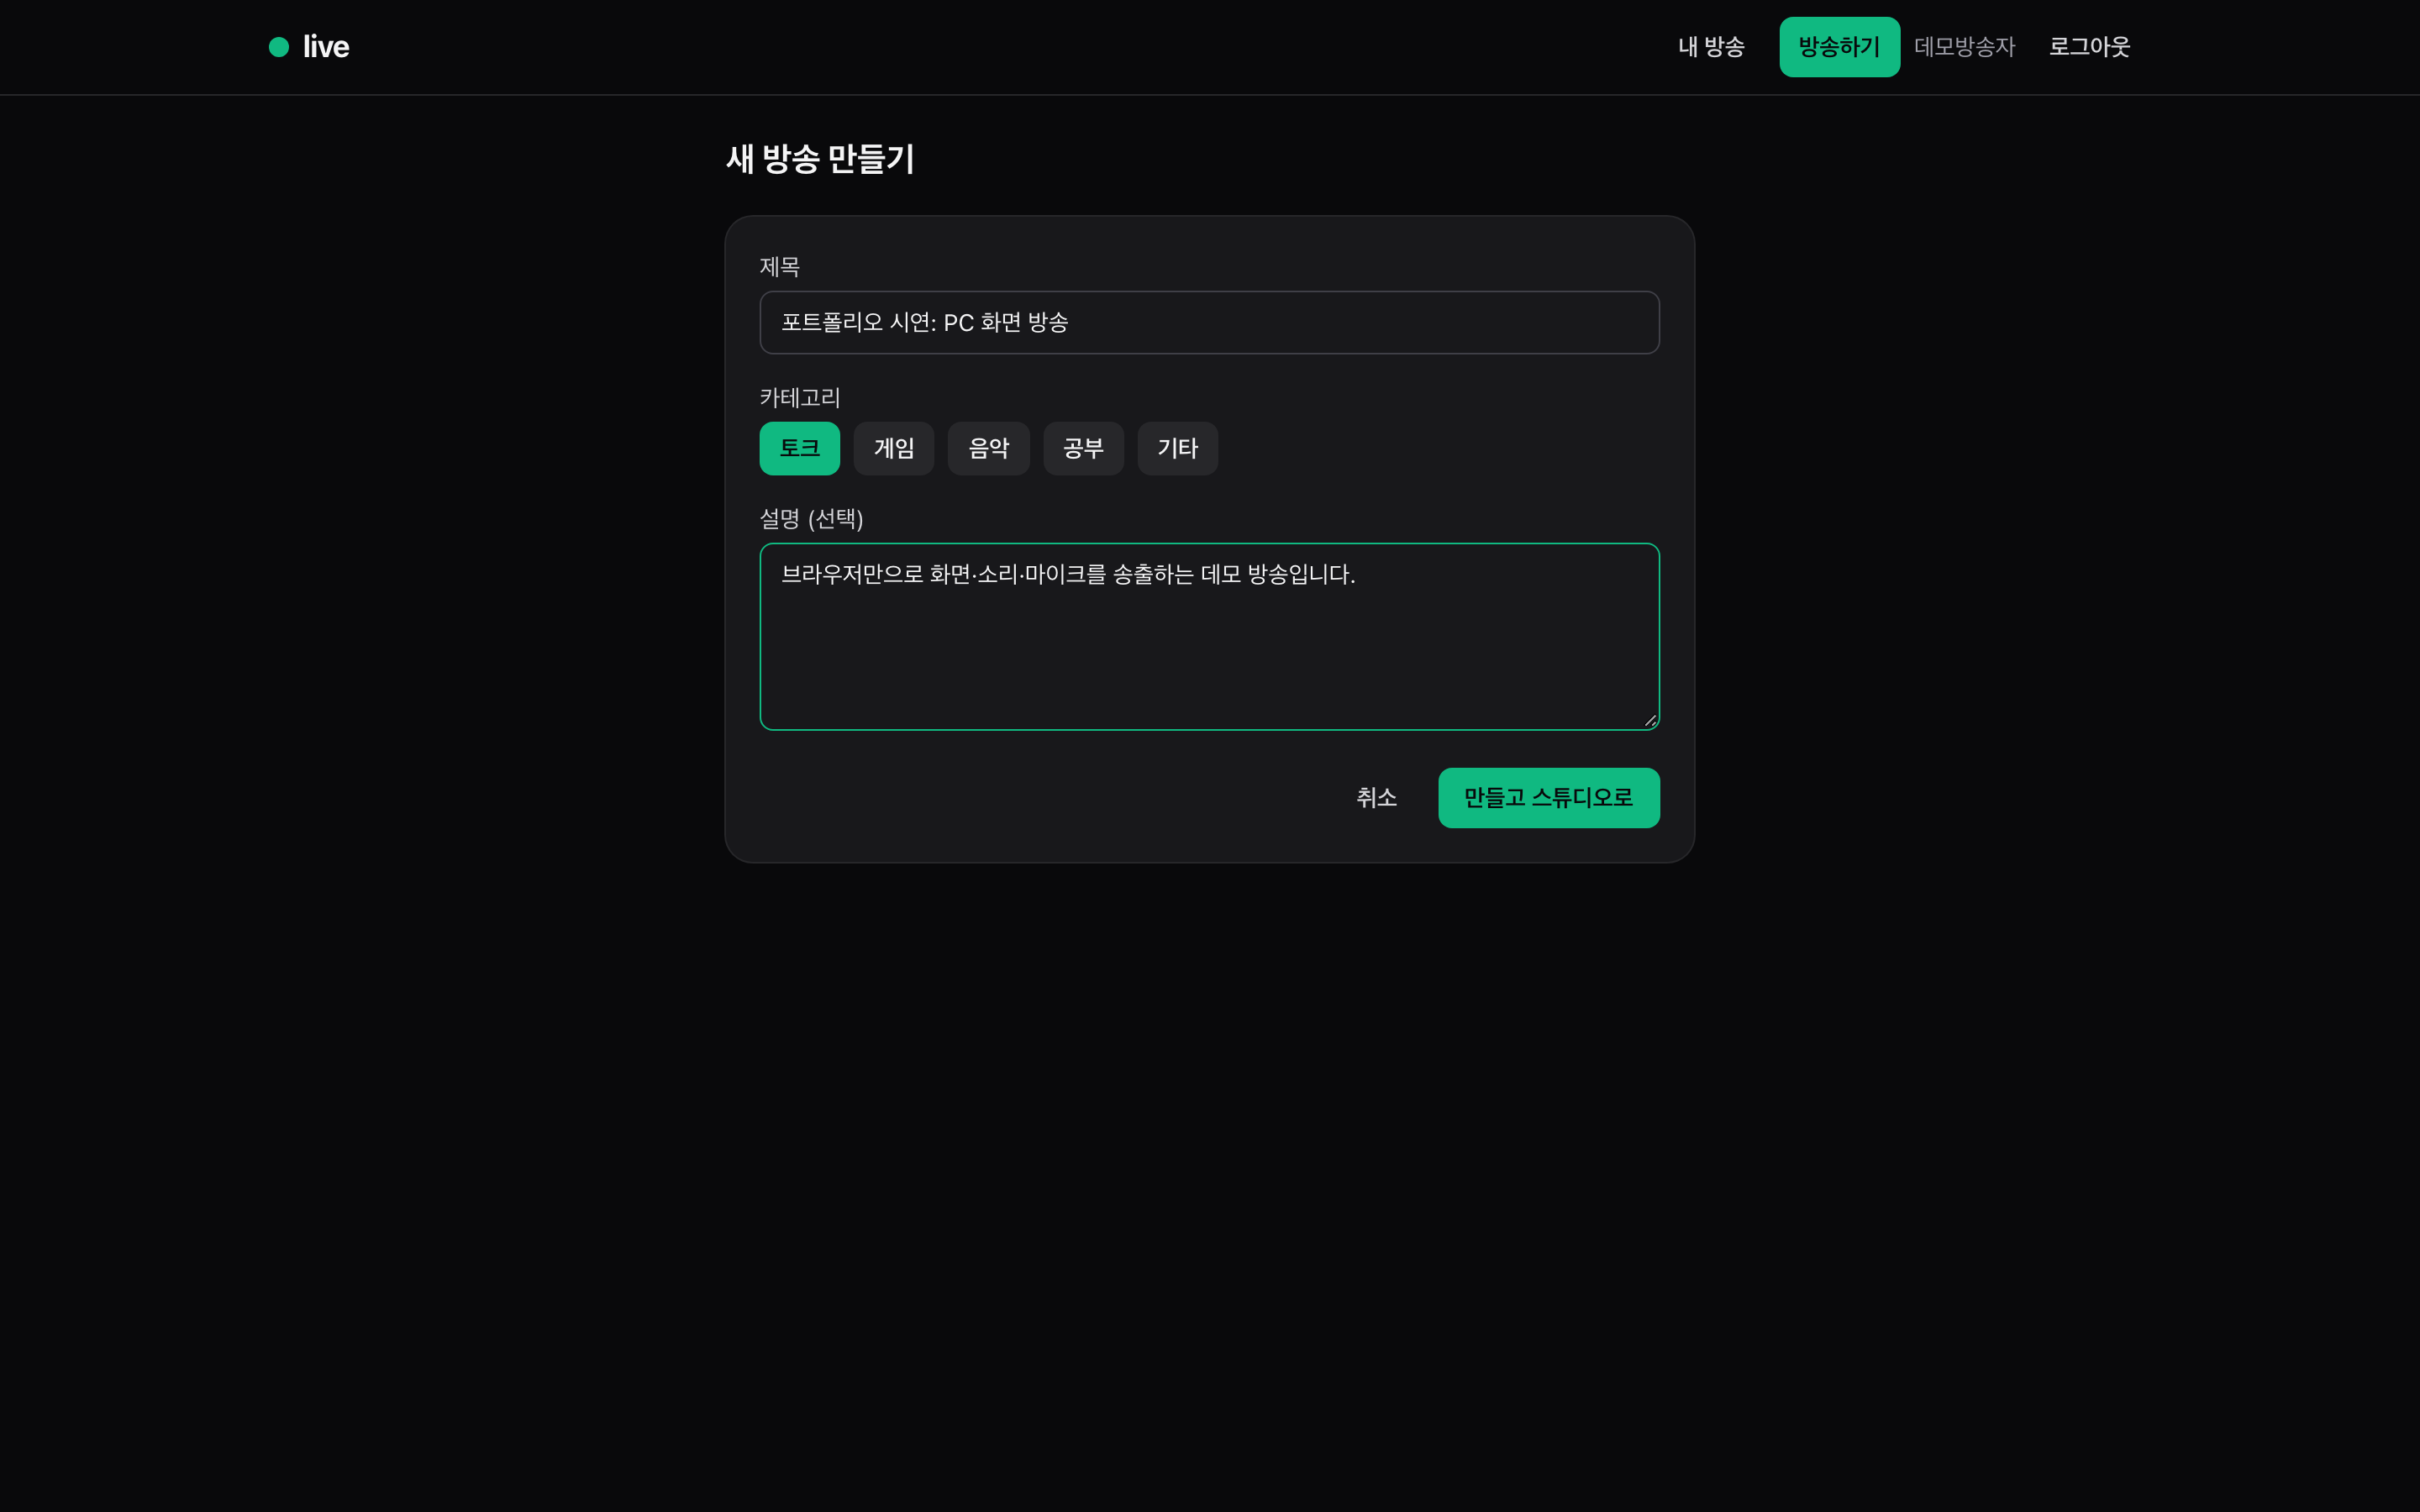 live
내 방송 방송하기 데모방송자 로그아웃
새 방송 만들기
제목
포트폴리오 시연: PC 화면 방송
카테고리
토크 게임 음악 공부 기타
설명 (선택)
브라우저만으로 화면·소리·마이크를 송출하는 데모 방송입니다.
취소 만들고 스튜디오로